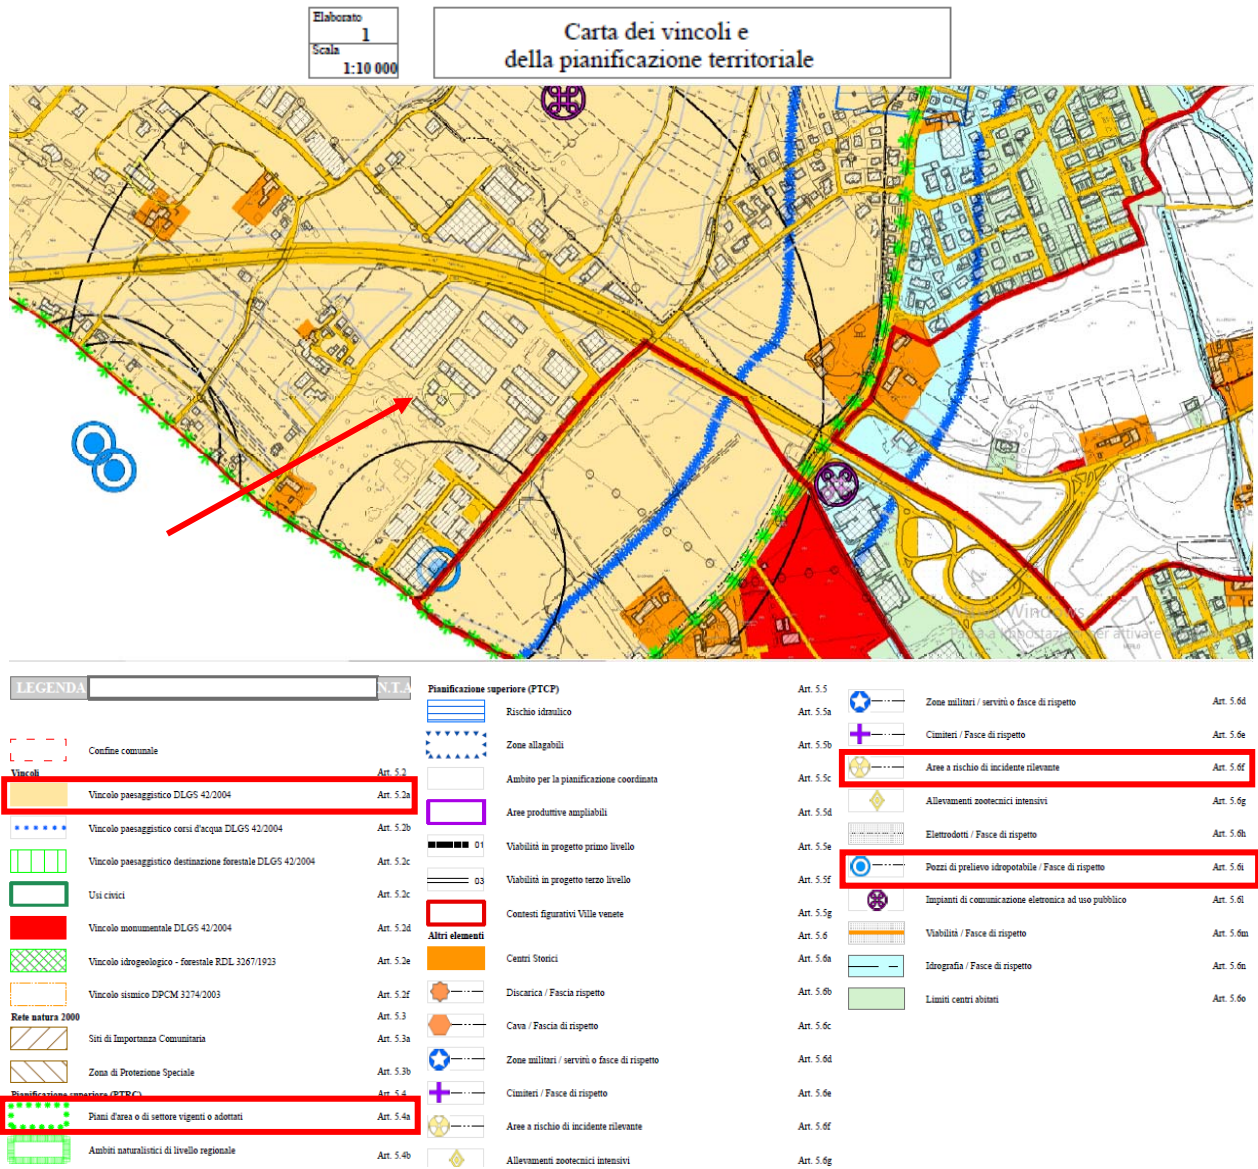 Elaborato
1
Scala
1:10 000
Carta dei vincoli e
della pianificazione territoriale
LEGENDA
N.T.A
Confine comunale
Vincoli Art. 5.2
Vincolo paesaggistico DLGS 42/2004 Art. 5.2a
Vincolo paesaggistico corsi d'acqua DLGS 42/2004 Art. 5.2b
Vincolo paesaggistico destinazione forestale DLGS 42/2004 Art. 5.2c
Usi civici Art. 5.2c
Vincolo monumentale DLGS 42/2004 Art. 5.2d
Vincolo idrogeologico - forestale RDL 3267/1923 Art. 5.2e
Vincolo sismico DPCM 3274/2003 Art. 5.2f
Rete natura 2000 Art. 5.3
Siti di Importanza Comunitaria Art. 5.3a
Zona di Protezione Speciale Art. 5.3b
Pianificazione superiore (PTRC) Art. 5.4
Piani d'area o di settore vigenti o adottati Art. 5.4a
Ambiti naturalistici di livello regionale Art. 5.4b
Pianificazione superiore (PTCP) Art. 5.5
Rischio idraulico Art. 5.5a
Zone allagabili Art. 5.5b
Ambito per la pianificazione coordinata Art. 5.5c
Aree produttive ampliabili Art. 5.5d
01 Viabilità in progetto primo livello Art. 5.5e
03 Viabilità in progetto terzo livello Art. 5.5f
Contesti figurativi Ville venete Art. 5.5g
Altri elementi Art. 5.6
Centri Storici Art. 5.6a
Discarica / Fascia rispetto Art. 5.6b
Cava / Fascia di rispetto Art. 5.6c
Zone militari / servitù o fasce di rispetto Art. 5.6d
Cimiteri / Fasce di rispetto Art. 5.6e
Aree a rischio di incidente rilevante Art. 5.6f
Allevamenti zootecnici intensivi Art. 5.6g
Zone militari / servitù o fasce di rispetto Art. 5.6d
Cimiteri / Fasce di rispetto Art. 5.6e
Aree a rischio di incidente rilevante Art. 5.6f
Allevamenti zootecnici intensivi Art. 5.6g
Elettrodotti / Fasce di rispetto Art. 5.6h
Pozzi di prelievo idropotabile / Fasce di rispetto Art. 5.6i
Impianti di comunicazione eletronica ad uso pubblico Art. 5.6l
Viabilità / Fasce di rispetto Art. 5.6m
Idrografia / Fasce di rispetto Art. 5.6n
Limiti centri abitati Art. 5.6o